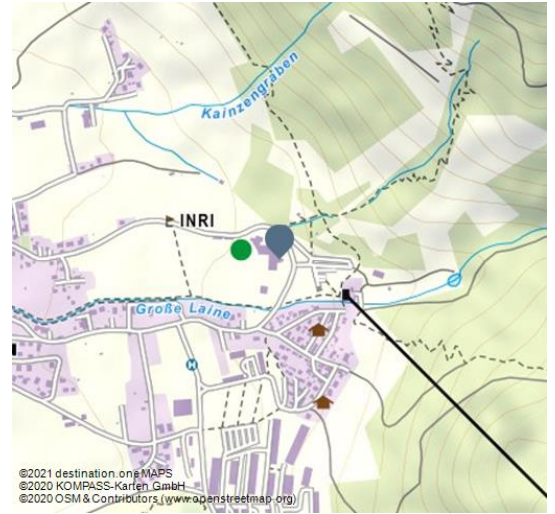 Kainzengraben
INRI
Große Laine
H
©2021 destination.one MAPS
©2020 KOMPASS-Karten GmbH
©2020 OSM & Contributors (www.openstreetmap.org)